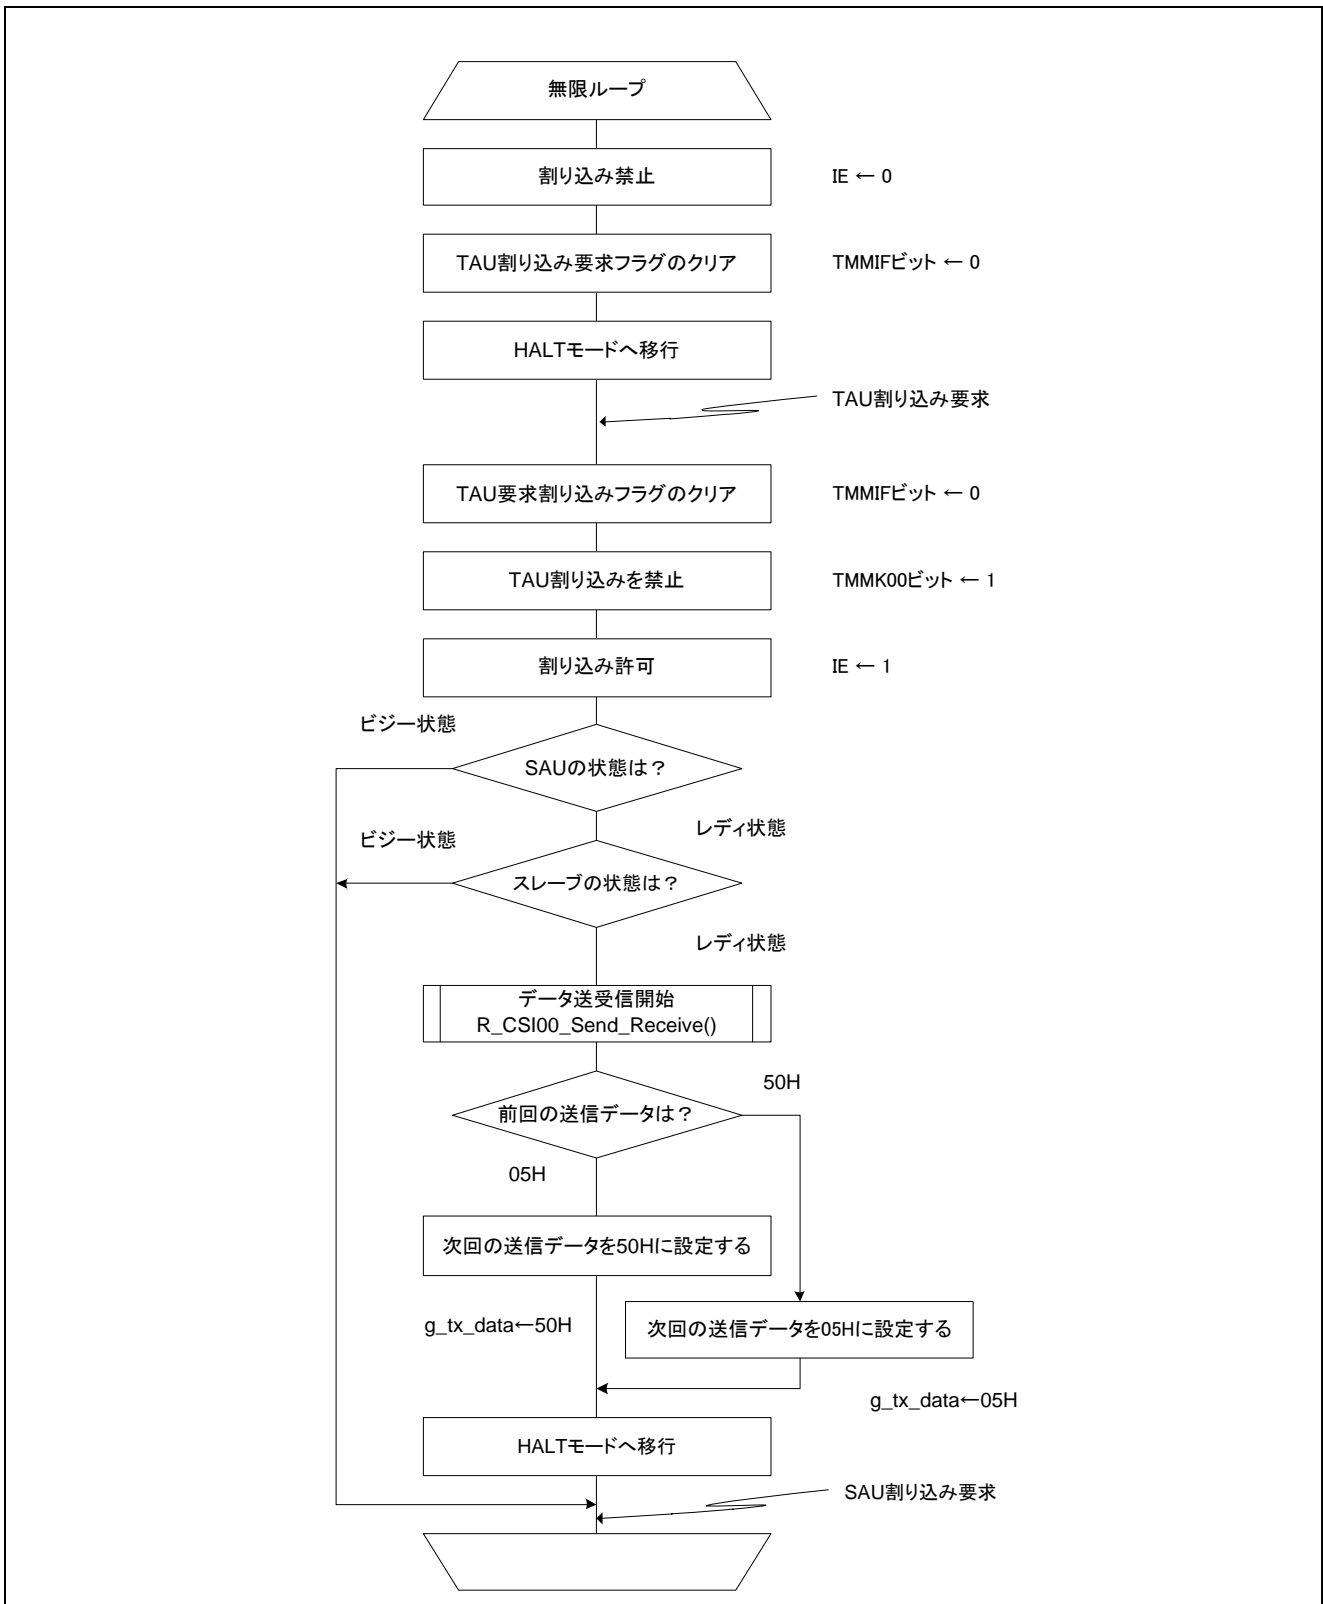 無限ループ
割り込み禁止
IE ← 0
TAU割り込み要求フラグのクリア
TMMIFビット ← 0
HALTモードへ移行
TAU割り込み要求
TAU要求割り込みフラグのクリア
TMMIFビット ← 0
TAU割り込みを禁止
TMMK00ビット ← 1
割り込み許可
IE ← 1
ビジー状態
SAUの状態は？
レディ状態
ビジー状態
スレーブの状態は？
レディ状態
データ送受信開始
R_CSI00_Send_Receive()
50H
前回の送信データは？
05H
次回の送信データを50Hに設定する
g_tx_data←50H
次回の送信データを05Hに設定する
g_tx_data←05H
HALTモードへ移行
SAU割り込み要求